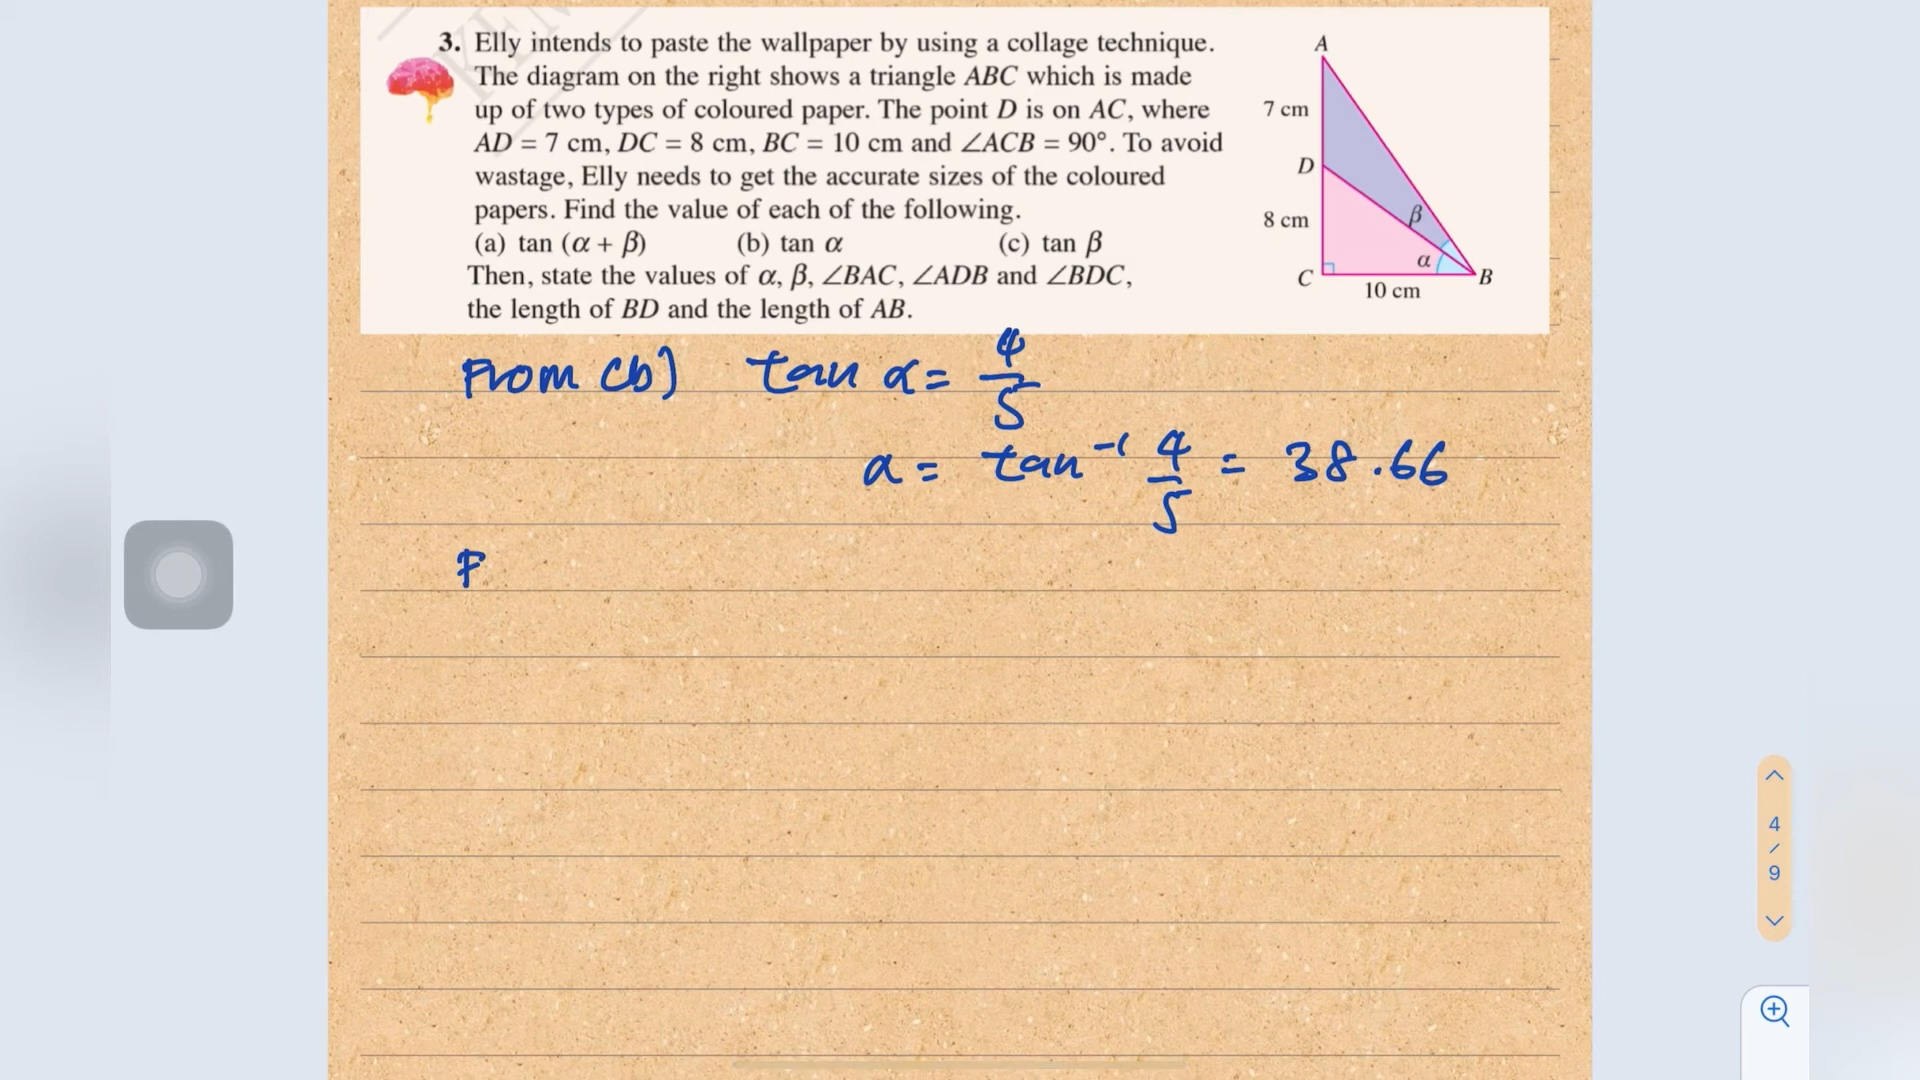 3. Elly intends to paste the wallpaper by using a collage technique.
The diagram on the right shows a triangle ABC which is made
up of two types of coloured paper. The point D is on AC, where
AD = 7 cm, DC = 8 cm, BC = 10 cm and ∠ACB = 90°. To avoid
wastage, Elly needs to get the accurate sizes of the coloured
papers. Find the value of each of the following.
(a) tan (α + β) (b) tan α (c) tan β
Then, state the values of α, β, ∠BAC, ∠ADB and ∠BDC,
the length of BD and the length of AB.
A
7 cm
D
β
8 cm
α
C
B
10 cm
From (b) tan α = 4/5
α = tan⁻¹ 4/5 = 38.66
F
4
/
9